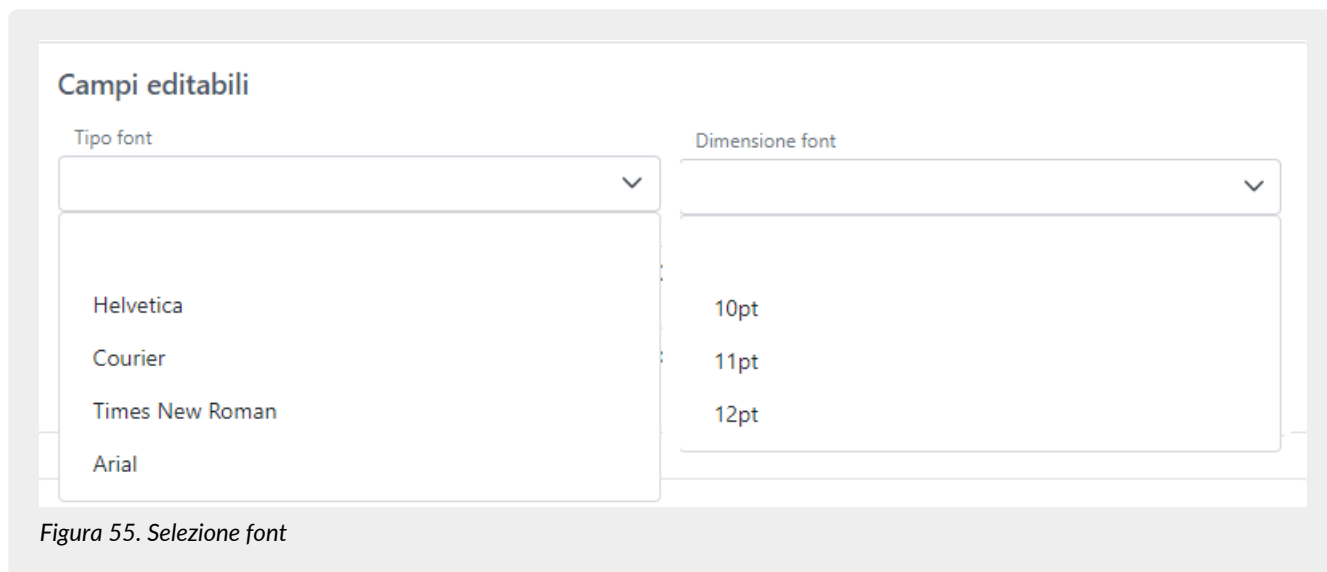 Campi editabili
Tipo font
Dimensione font
Helvetica
Courier
Times New Roman
Arial
10pt
11pt
12pt
Figura 55. Selezione font